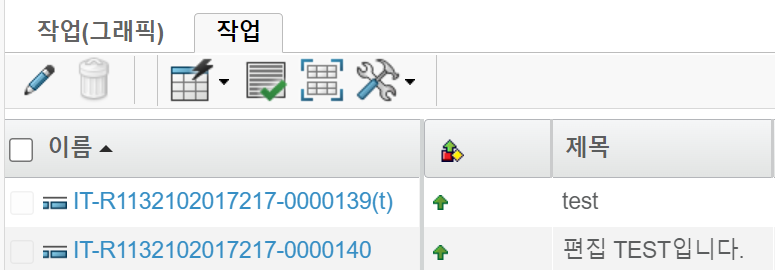 작업(그래픽) 작업
이름 제목
IT-R1132102017217-0000139(t) test
IT-R1132102017217-0000140 편집 TEST입니다.